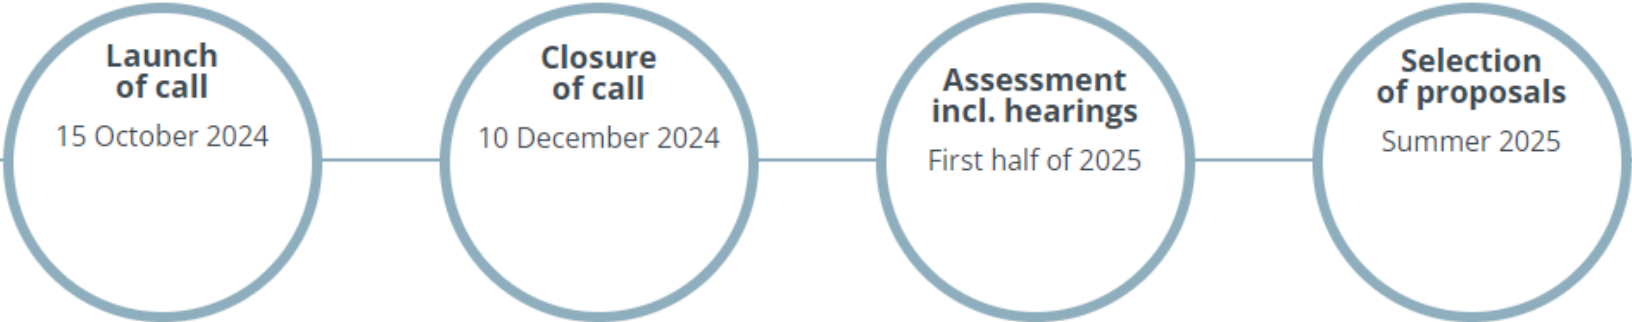 Launch
of call
15 October 2024
Closure
of call
10 December 2024
Assessment
incl. hearings
First half of 2025
Selection
of proposals
Summer 2025